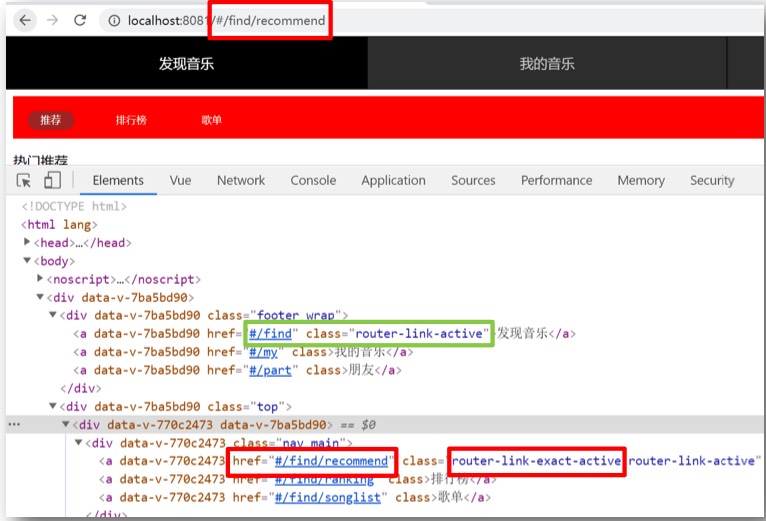 localhost:8081/#/find/recommend
发现音乐 我的音乐
推荐 排行榜 歌单
热门推荐
Elements Vue Network Console Application Sources Performance Memory Security
<!DOCTYPE html>
<html lang>
<head>…</head>
<body>
<noscript>…</noscript>
<div data-v-7ba5bd90>
<div data-v-7ba5bd90 class="footer_wrap">
<a data-v-7ba5bd90 href="#/find" class="router-link-active">发现音乐</a>
<a data-v-7ba5bd90 href="#/my" class>我的音乐</a>
<a data-v-7ba5bd90 href="#/part" class>朋友</a>
</div>
<div data-v-7ba5bd90 class="top">
… <div data-v-770c2473 data-v-7ba5bd90> == $0
<div data-v-770c2473 class="nav_main">
<a data-v-770c2473 href="#/find/recommend" class="router-link-exact-active router-link-active"
<a data-v-770c2473 href="#/find/ranking" class>排行榜</a>
<a data-v-770c2473 href="#/find/songlist" class>歌单</a>
</div>